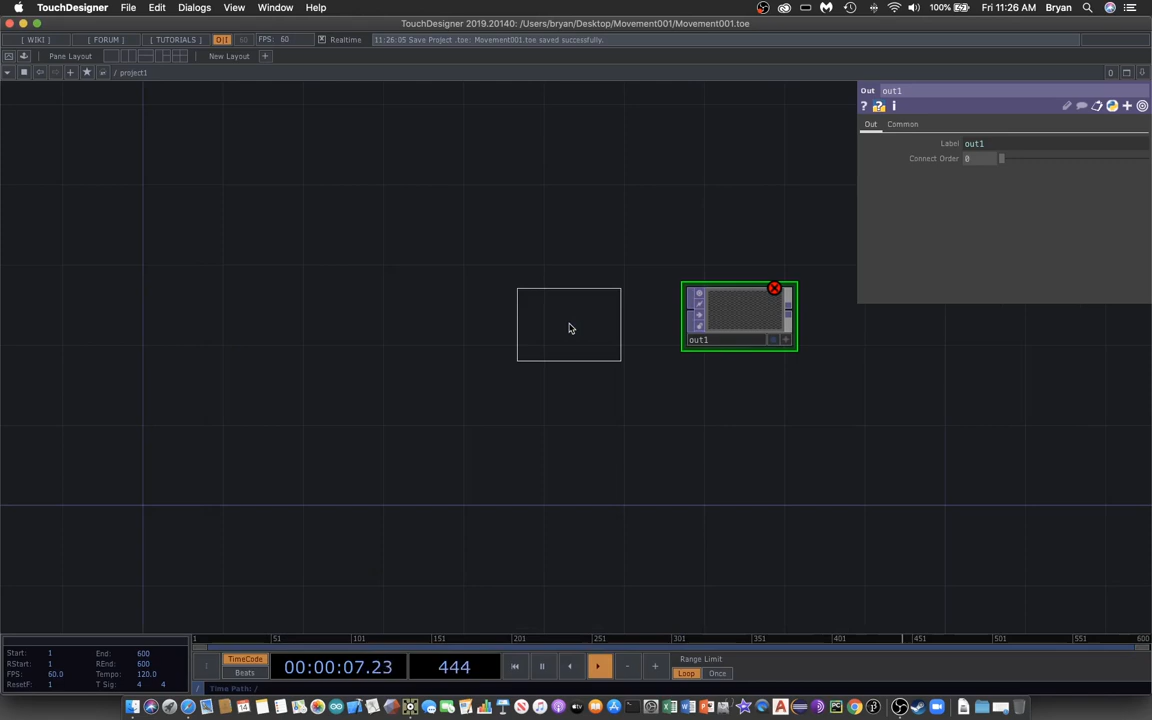 TouchDesigner File Edit Dialogs View Window Help 100% Fri 11:26 AM Bryan
TouchDesigner 2019.20140: /Users/bryan/Desktop/Movement001/Movement001.toe
[ WIKI ] [ FORUM ] [ TUTORIALS ] O|I 60 FPS: 60 Realtime 11:26:05 Save Project .toe: Movement001.toe saved successfully.
Pane Layout New Layout +
/ project1 0
Out out1
? ? i
Out Common
Label out1
Connect Order 0
out1
1 51 101 151 201 251 301 351 401 451 501 551 600
Start: 1 End: 600
RStart: 1 REnd: 600
FPS: 60.0 Tempo: 120.0
ResetF: 1 T Sig: 4 4
TimeCode
Beats
00:00:07.23 444
- +
Range Limit
Loop Once
/ Time Path: /